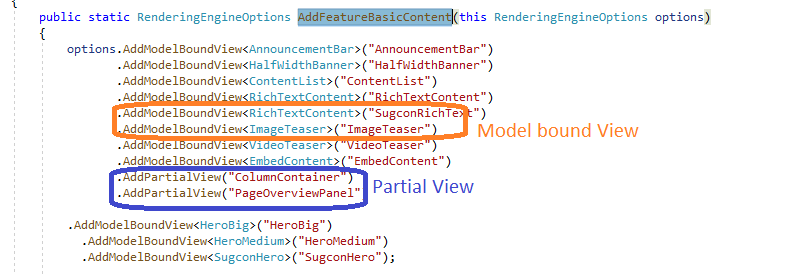 {
public static RenderingEngineOptions AddFeatureBasicContent(this RenderingEngineOptions options)
{
options.AddModelBoundView<AnnouncementBar>("AnnouncementBar")
.AddModelBoundView<HalfWidthBanner>("HalfWidthBanner")
.AddModelBoundView<ContentList>("ContentList")
.AddModelBoundView<RichTextContent>("RichTextContent")
.AddModelBoundView<RichTextContent>("SugconRichText")
.AddModelBoundView<ImageTeaser>("ImageTeaser")
Model bound View
.AddModelBoundView<VideoTeaser>("VideoTeaser")
.AddModelBoundView<EmbedContent>("EmbedContent")
.AddPartialView("ColumnContainer")
Partial View
.AddPartialView("PageOverviewPanel"
.AddModelBoundView<HeroBig>("HeroBig")
.AddModelBoundView<HeroMedium>("HeroMedium")
.AddModelBoundView<SugconHero>("SugconHero");